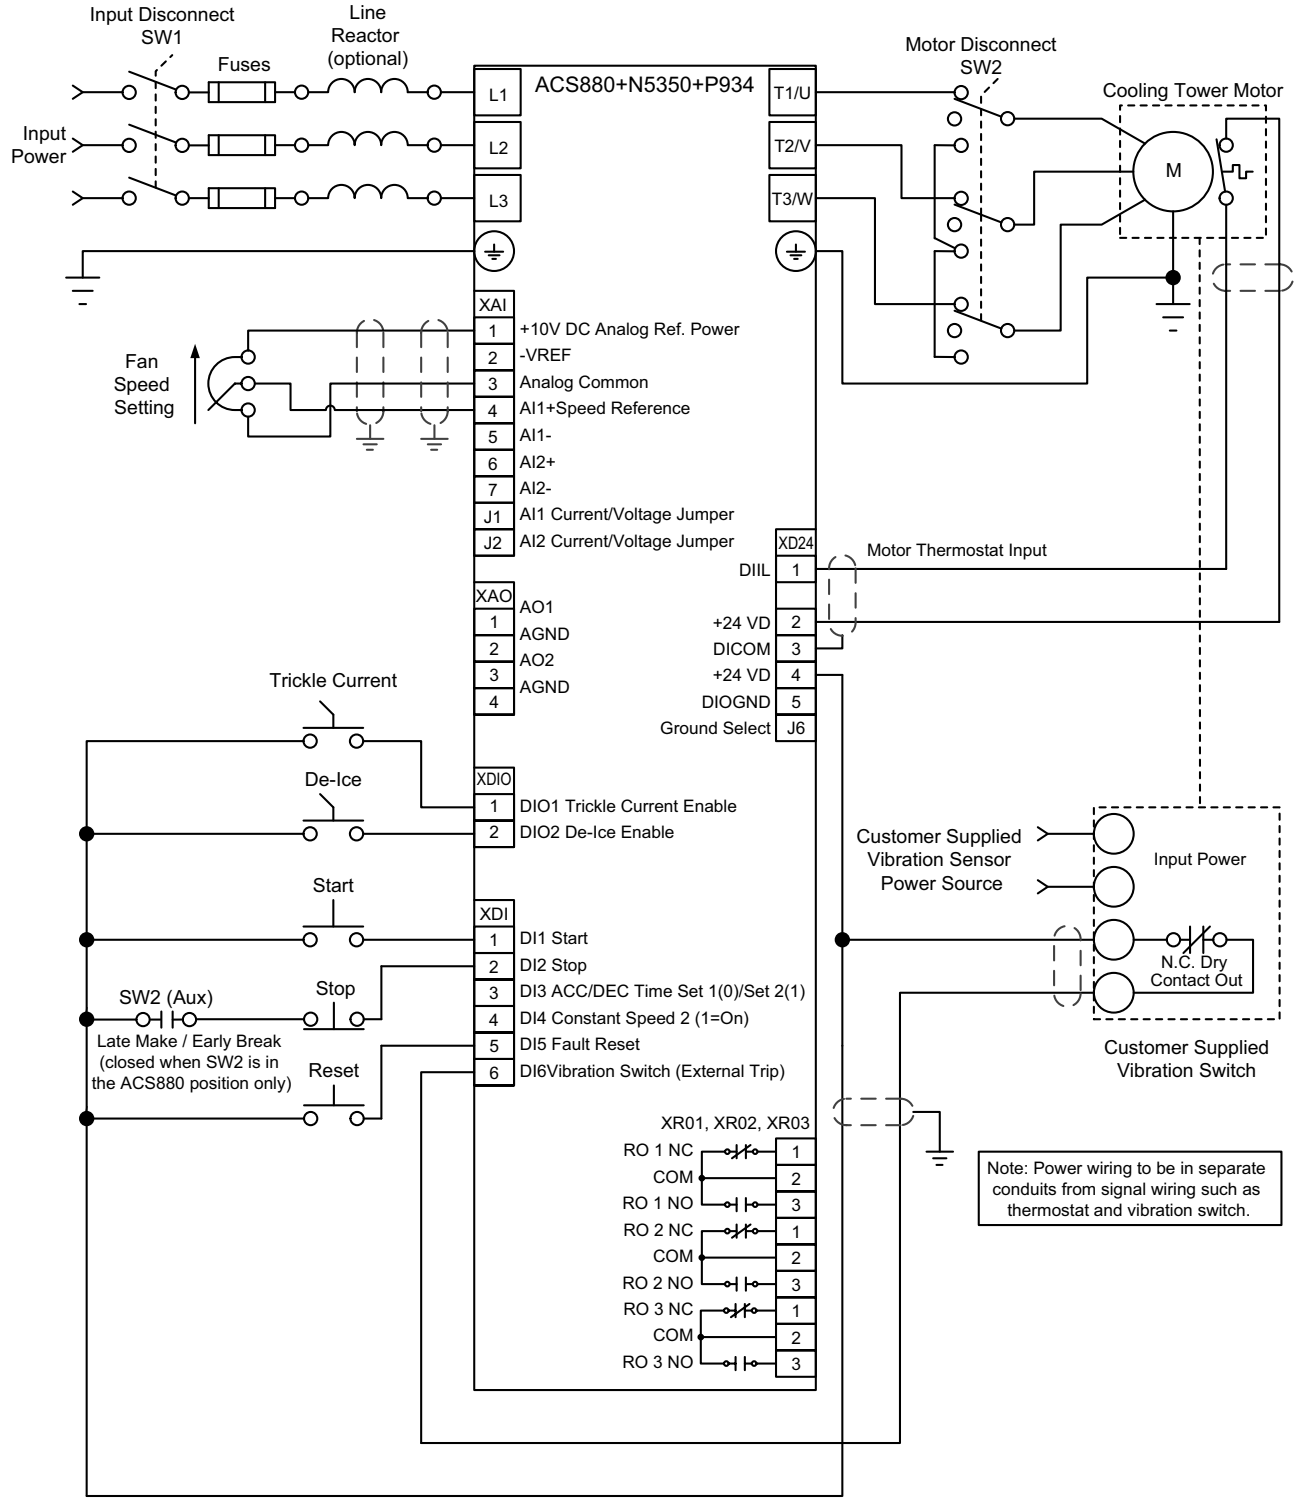 Input Disconnect
SW1
Line
Reactor
(optional)
Fuses
Motor Disconnect
SW2
ACS880+N5350+P934
Cooling Tower Motor
L1
T1/U
Input
Power
L2
T2/V
M
L3
T3/W
XAI
1 +10V DC Analog Ref. Power
2 -VREF
3 Analog Common
4 AI1+Speed Reference
5 AI1-
6 AI2+
7 AI2-
J1 AI1 Current/Voltage Jumper
J2 AI2 Current/Voltage Jumper
Fan
Speed
Setting
XD24
Motor Thermostat Input
DIIL 1
+24 VD 2
DICOM 3
+24 VD 4
DIOGND 5
Ground Select J6
XAO
AO1
1
AGND
2
AO2
3
AGND
4
Trickle Current
De-Ice
XDIO
1 DIO1 Trickle Current Enable
2 DIO2 De-Ice Enable
Customer Supplied
Vibration Sensor
Power Source
Input Power
N.C. Dry
Contact Out
Customer Supplied
Vibration Switch
Start
XDI
1 DI1 Start
2 DI2 Stop
3 DI3 ACC/DEC Time Set 1(0)/Set 2(1)
4 DI4 Constant Speed 2 (1=On)
5 DI5 Fault Reset
6 DI6Vibration Switch (External Trip)
SW2 (Aux)
Stop
Late Make / Early Break
(closed when SW2 is in
the ACS880 position only)
Reset
XR01, XR02, XR03
RO 1 NC 1
COM 2
RO 1 NO 3
RO 2 NC 1
COM 2
RO 2 NO 3
RO 3 NC 1
COM 2
RO 3 NO 3
Note: Power wiring to be in separate
conduits from signal wiring such as
thermostat and vibration switch.